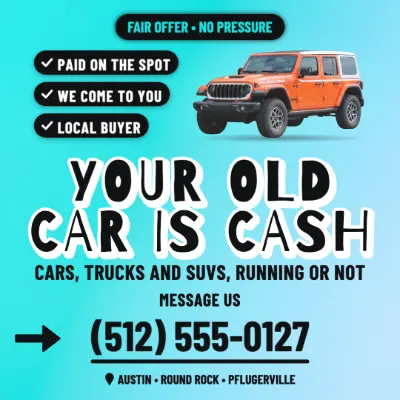 FAIR OFFER • NO PRESSURE
PAID ON THE SPOT
WE COME TO YOU
LOCAL BUYER
YOUR OLD
CAR IS CASH
CARS, TRUCKS AND SUVS, RUNNING OR NOT
MESSAGE US
(512) 555-0127
AUSTIN • ROUND ROCK • PFLUGERVILLE